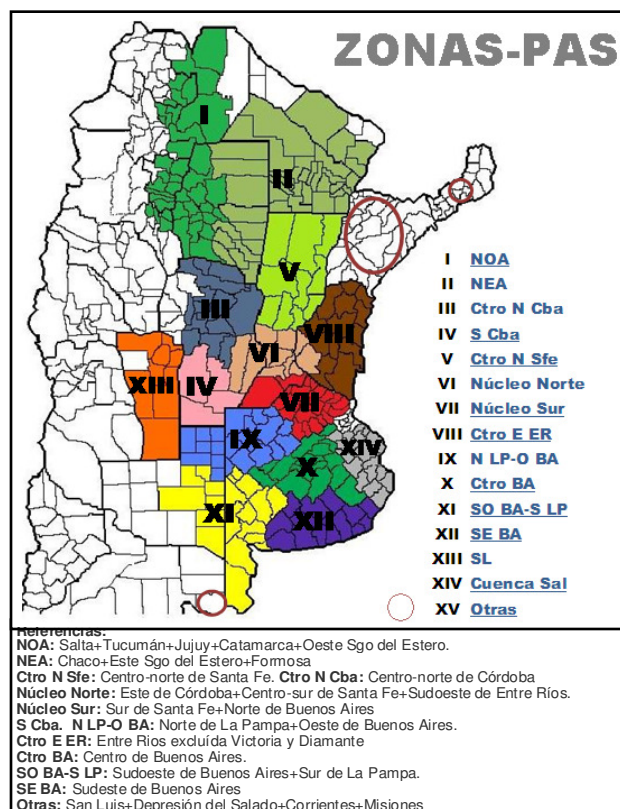 ZONAS-PAS
I
II
V
III
VIII
VI
XIII
IV
VII
IX
XIV
X
XI
XII
I NOA
II NEA
III Ctro N Cba
IV S Cba
V Ctro N Sfe
VI Núcleo Norte
VII Núcleo Sur
VIII Ctro E ER
IX N LP-O BA
X Ctro BA
XI SO BA-S LP
XII SE BA
XIII SL
XIV Cuenca Sal
XV Otras
Referencias:
NOA: Salta+Tucumán+Jujuy+Catamarca+Oeste Sgo del Estero.
NEA: Chaco+Este Sgo del Estero+Formosa
Ctro N Sfe: Centro-norte de Santa Fe. Ctro N Cba: Centro-norte de Córdoba
Núcleo Norte: Este de Córdoba+Centro-sur de Santa Fe+Sudoeste de Entre Ríos.
Núcleo Sur: Sur de Santa Fe+Norte de Buenos Aires
S Cba. N LP-O BA: Norte de La Pampa+Oeste de Buenos Aires.
Ctro E ER: Entre Rios excluída Victoria y Diamante
Ctro BA: Centro de Buenos Aires.
SO BA-S LP: Sudoeste de Buenos Aires+Sur de La Pampa.
SE BA: Sudeste de Buenos Aires
Otras: San Luis+Depresión del Salado+Corrientes+Misiones